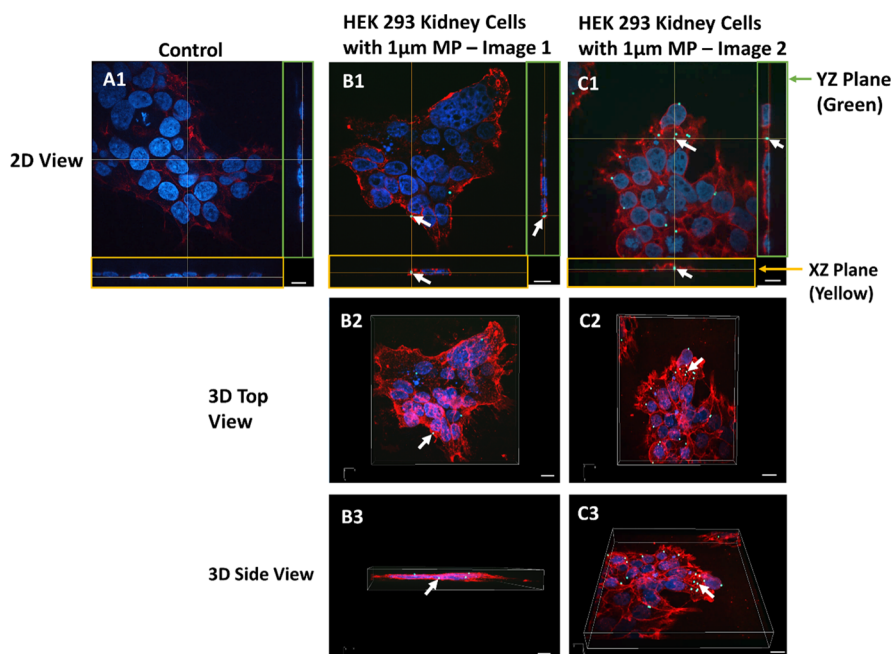 Control
HEK 293 Kidney Cells
with 1µm MP – Image 1
HEK 293 Kidney Cells
with 1µm MP – Image 2
A1
B1
C1
YZ Plane
(Green)
2D View
XZ Plane
(Yellow)
B2
C2
3D Top
View
B3
C3
3D Side View